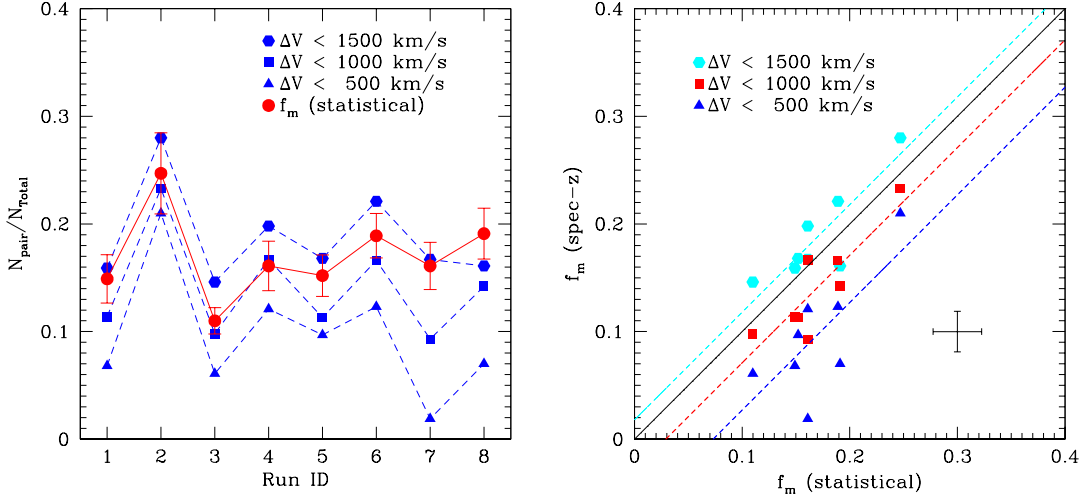 0.4
0.3
0.2
0.1
0
N_pair/N_Total
ΔV < 1500 km/s
ΔV < 1000 km/s
ΔV < 500 km/s
f_m (statistical)
1 2 3 4 5 6 7 8
Run ID
0.4
0.3
0.2
0.1
0
f_m (spec-z)
ΔV < 1500 km/s
ΔV < 1000 km/s
ΔV < 500 km/s
0 0.1 0.2 0.3 0.4
f_m (statistical)